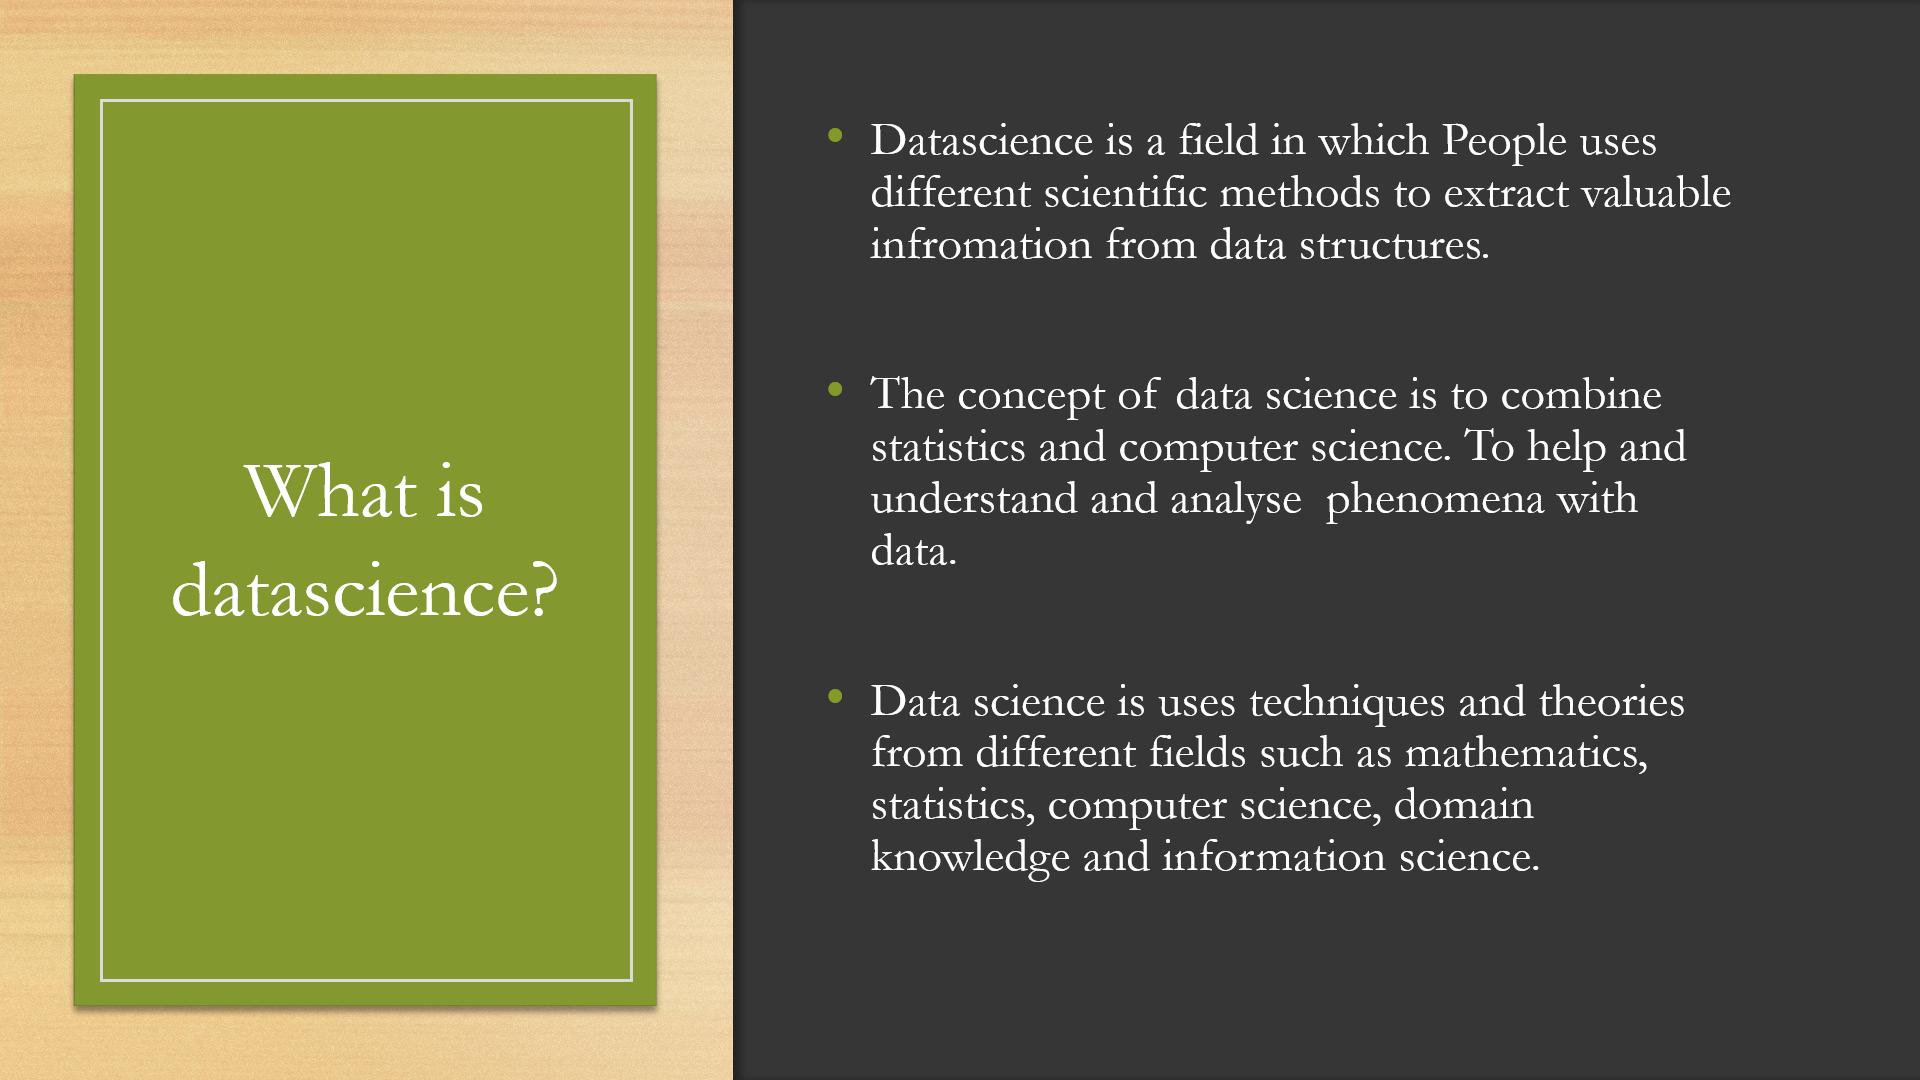 What is
datascience?
• Datascience is a field in which People uses
different scientific methods to extract valuable
infromation from data structures.
• The concept of data science is to combine
statistics and computer science. To help and
understand and analyse  phenomena with
data.
• Data science is uses techniques and theories
from different fields such as mathematics,
statistics, computer science, domain
knowledge and information science.